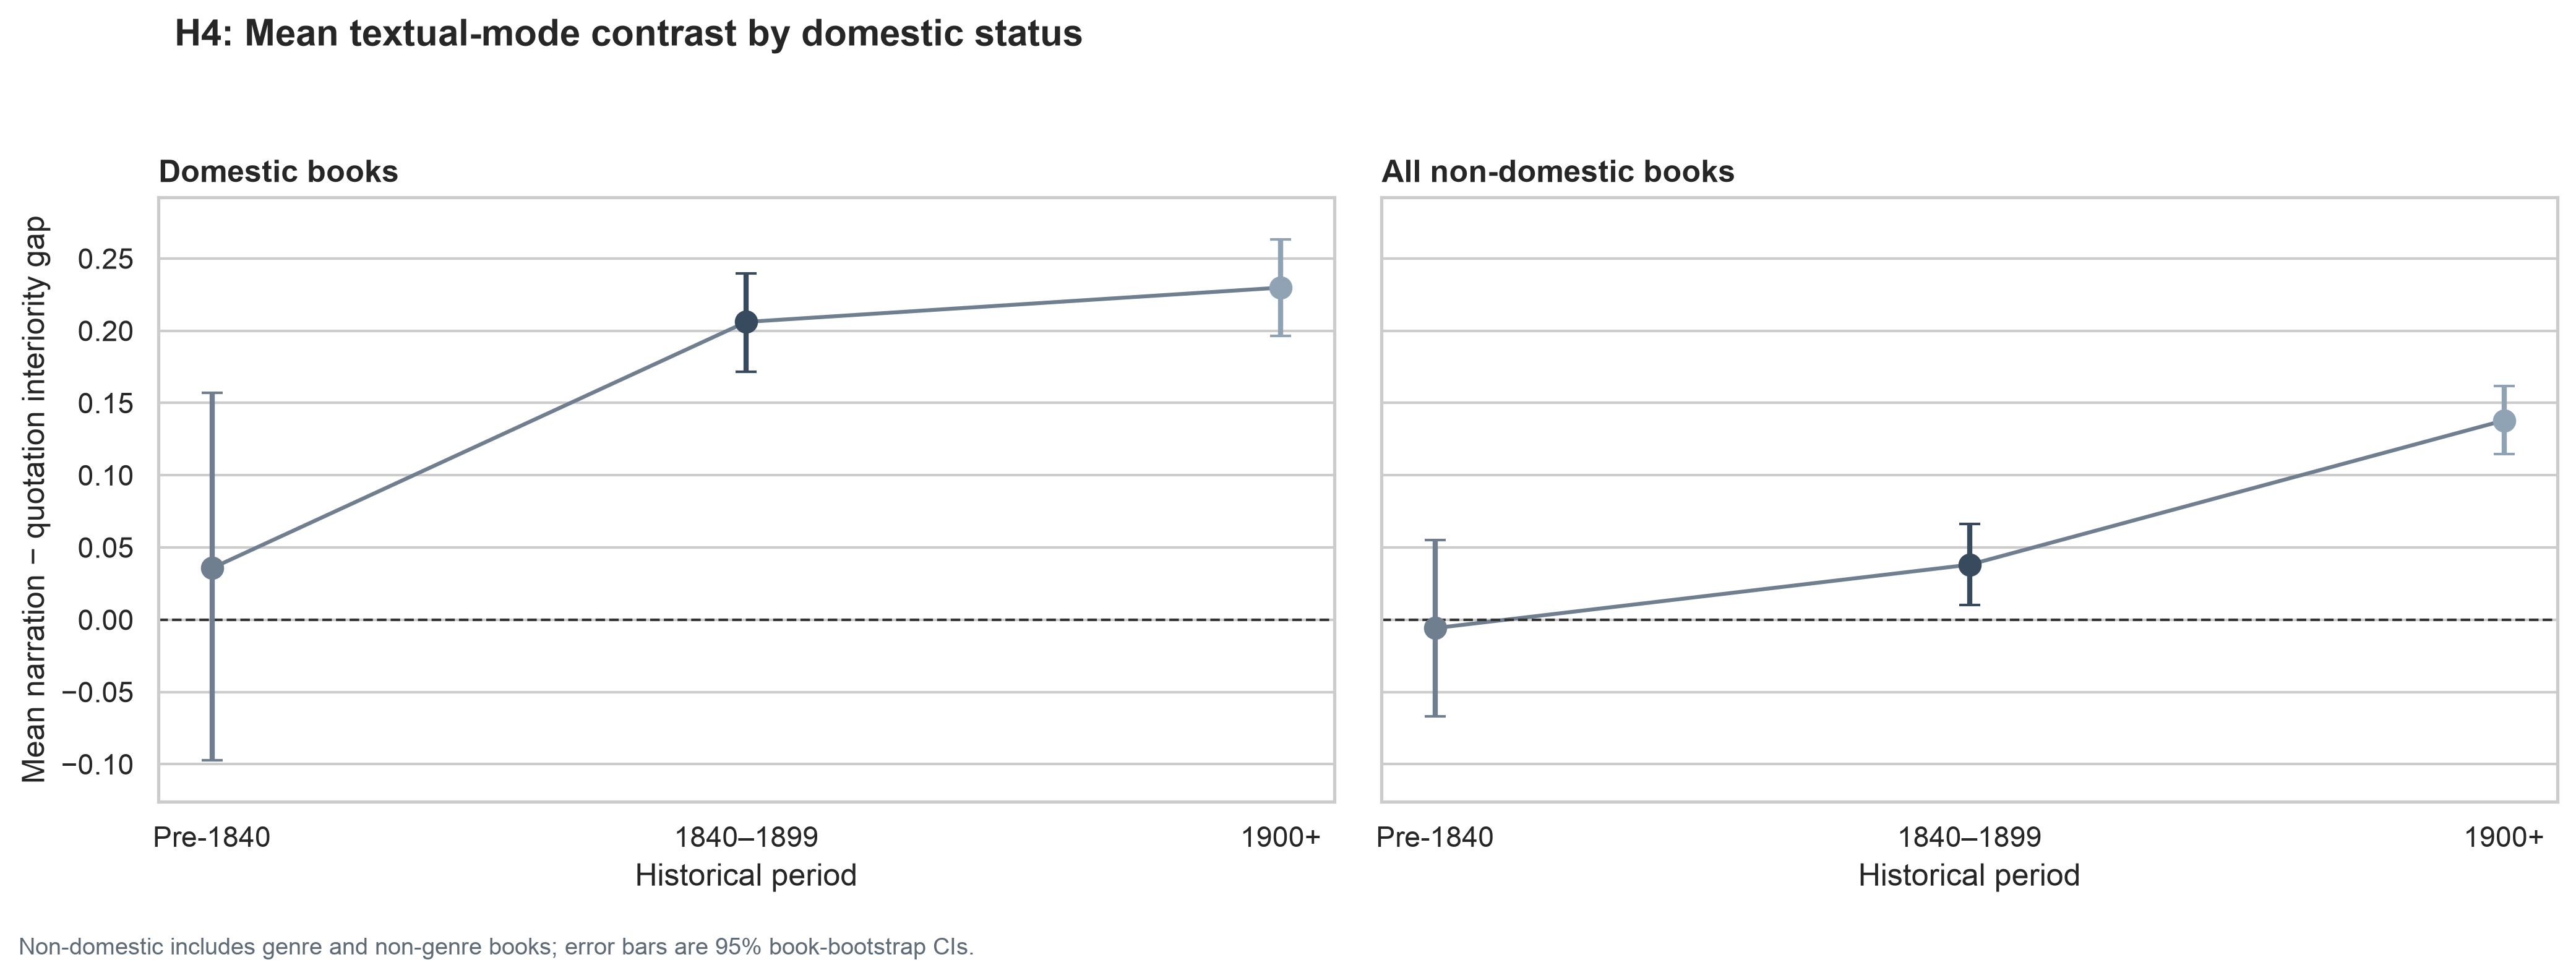 H4: Mean textual-mode contrast by domestic status
Domestic books
All non-domestic books
Mean narration − quotation interiority gap
0.25
0.20
0.15
0.10
0.05
0.00
−0.05
−0.10
Pre-1840
1840–1899
1900+
Historical period
Pre-1840
1840–1899
1900+
Historical period
Non-domestic includes genre and non-genre books; error bars are 95% book-bootstrap CIs.